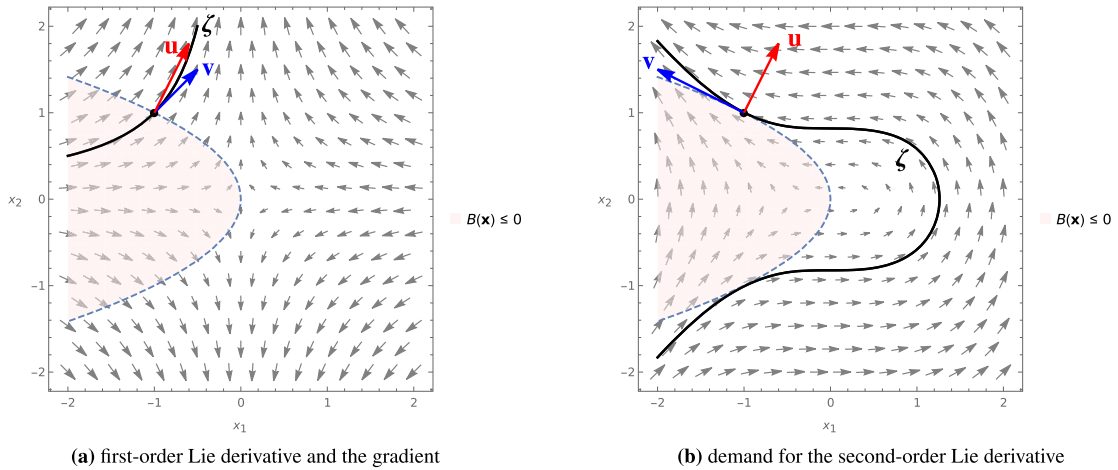 2
1
0
−1
−2
x₂
−2
−1
0
1
2
x₁
u
v
ζ
B(x) ≤ 0
(a) first-order Lie derivative and the gradient
2
1
0
−1
−2
x₂
−2
−1
0
1
2
x₁
v
u
ζ
B(x) ≤ 0
(b) demand for the second-order Lie derivative